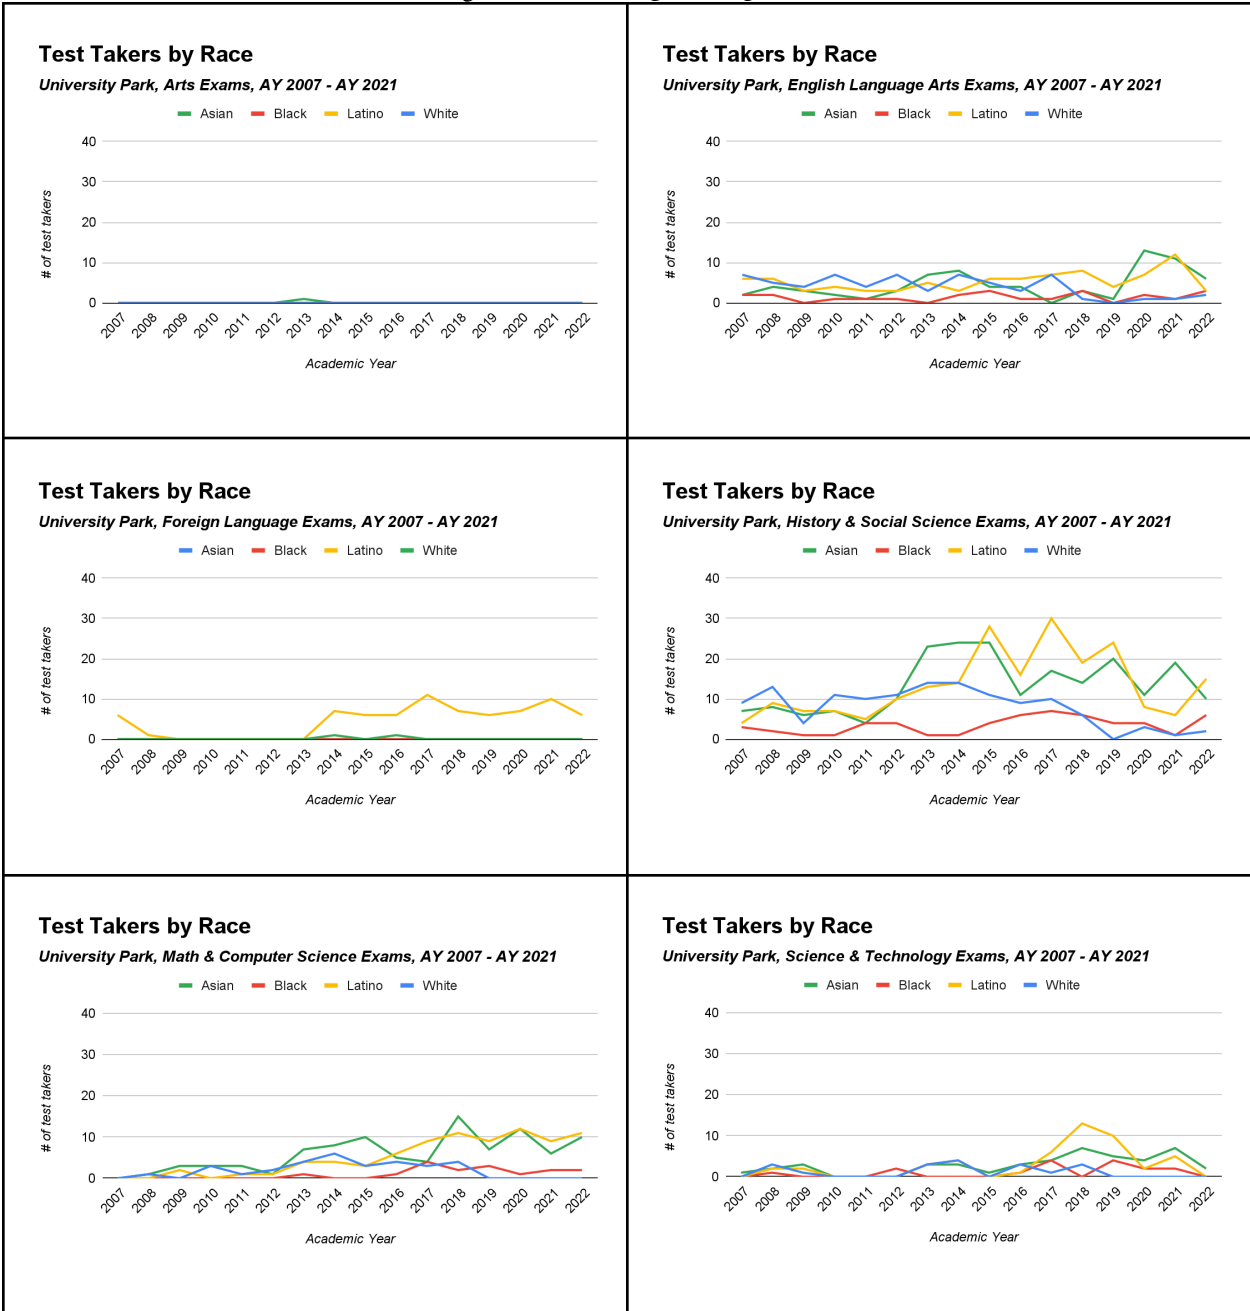 Test Takers by Race
University Park, Arts Exams, AY 2007 - AY 2021
Asian Black Latino White
# of test takers
40
30
20
10
0
2007 2008 2009 2010 2011 2012 2013 2014 2015 2016 2017 2018 2019 2020 2021 2022
Academic Year
Test Takers by Race
University Park, English Language Arts Exams, AY 2007 - AY 2021
Asian Black Latino White
# of test takers
40
30
20
10
0
2007 2008 2009 2010 2011 2012 2013 2014 2015 2016 2017 2018 2019 2020 2021 2022
Academic Year
Test Takers by Race
University Park, Foreign Language Exams, AY 2007 - AY 2021
Asian Black Latino White
# of test takers
40
30
20
10
0
2007 2008 2009 2010 2011 2012 2013 2014 2015 2016 2017 2018 2019 2020 2021 2022
Academic Year
Test Takers by Race
University Park, History & Social Science Exams, AY 2007 - AY 2021
Asian Black Latino White
# of test takers
40
30
20
10
0
2007 2008 2009 2010 2011 2012 2013 2014 2015 2016 2017 2018 2019 2020 2021 2022
Academic Year
Test Takers by Race
University Park, Math & Computer Science Exams, AY 2007 - AY 2021
Asian Black Latino White
# of test takers
40
30
20
10
0
2007 2008 2009 2010 2011 2012 2013 2014 2015 2016 2017 2018 2019 2020 2021 2022
Academic Year
Test Takers by Race
University Park, Science & Technology Exams, AY 2007 - AY 2021
Asian Black Latino White
# of test takers
40
30
20
10
0
2007 2008 2009 2010 2011 2012 2013 2014 2015 2016 2017 2018 2019 2020 2021 2022
Academic Year